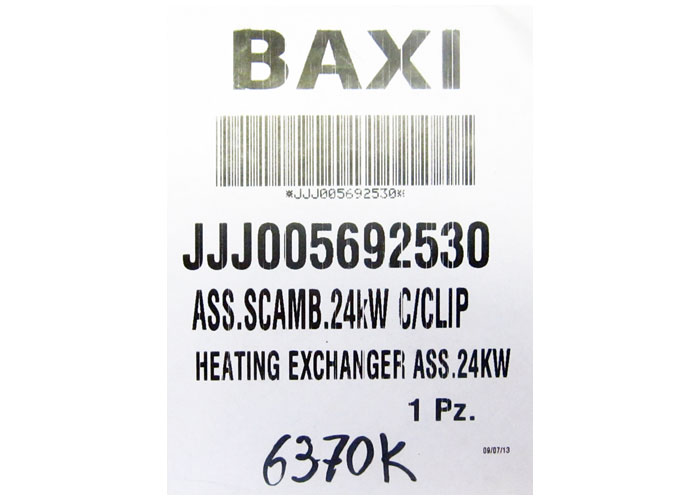 BAXI
*JJJ005692530*
JJJ005692530
ASS.SCAMB.24kW C/CLIP
HEATING EXCHANGER ASS.24KW
1 Pz.
6370K
09/07/13